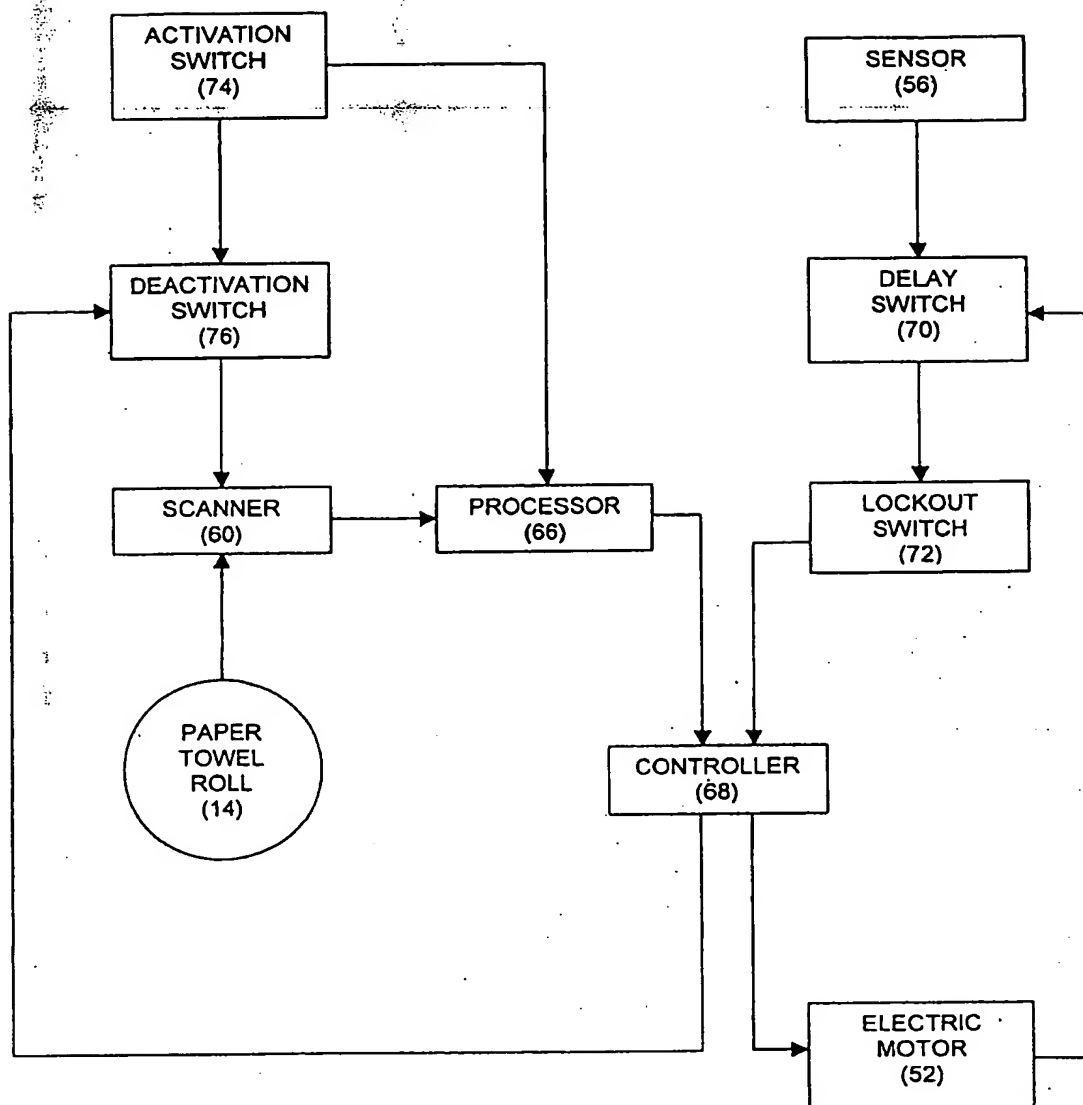 ACTIVATION
SWITCH
(74)
SENSOR
(56)
DEACTIVATION
SWITCH
(76)
DELAY
SWITCH
(70)
SCANNER
(60)
PROCESSOR
(66)
LOCKOUT
SWITCH
(72)
PAPER
TOWEL
ROLL
(14)
CONTROLLER
(68)
ELECTRIC
MOTOR
(52)